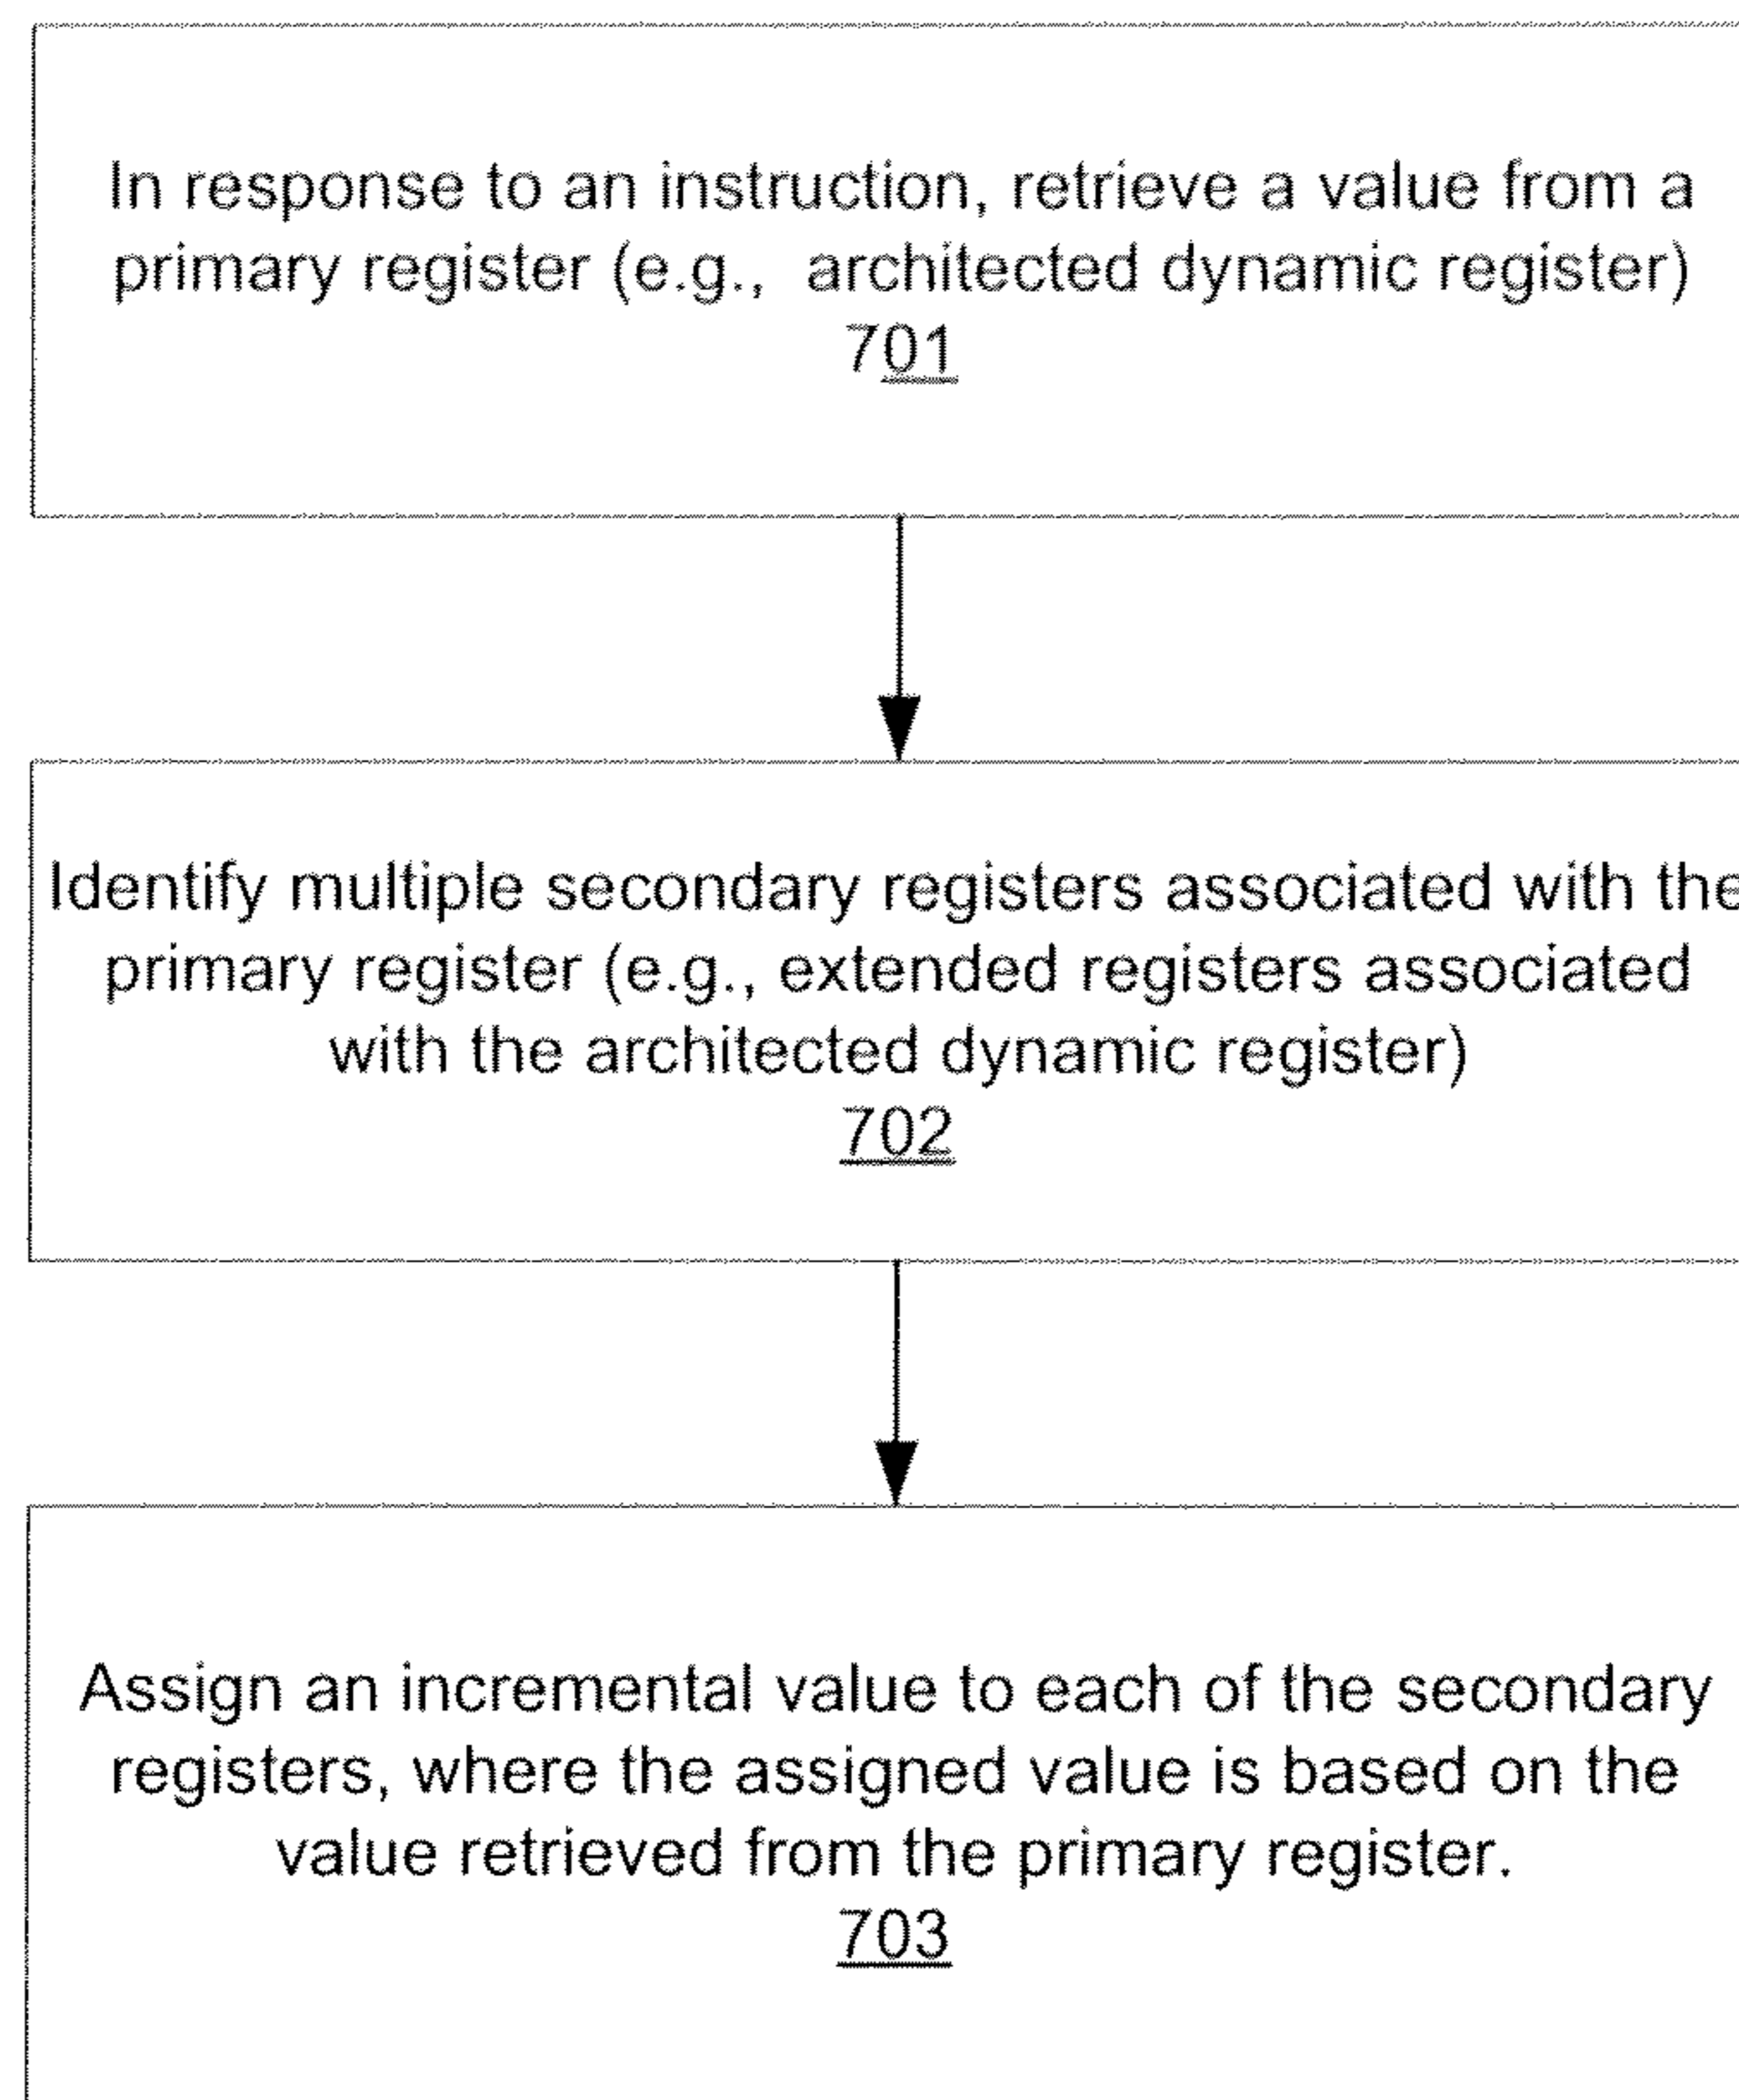 In response to an instruction, retrieve a value from a
primary register (e.g., architected dynamic register)
701
Identify multiple secondary registers associated with the
primary register (e.g., extended registers associated
with the architected dynamic register)
702
Assign an incremental value to each of the secondary
registers, where the assigned value is based on the
value retrieved from the primary register.
703